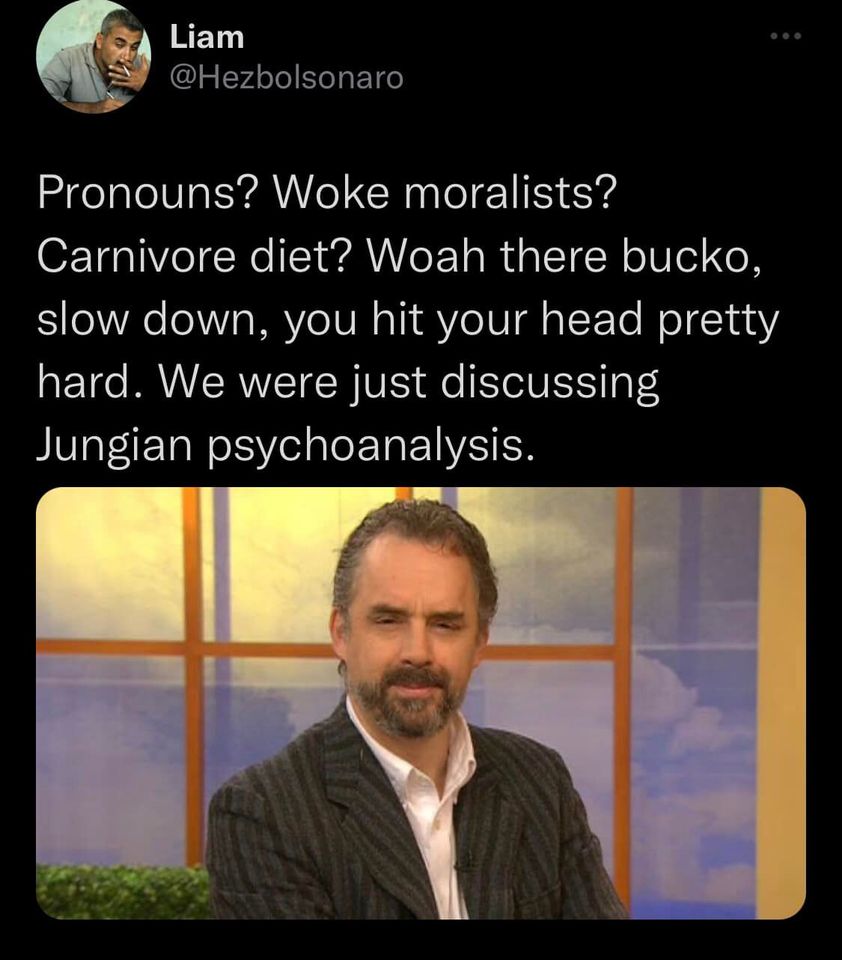 Liam
@Hezbolsonaro
Pronouns? Woke moralists?
Carnivore diet? Woah there bucko,
slow down, you hit your head pretty
hard. We were just discussing
Jungian psychoanalysis.